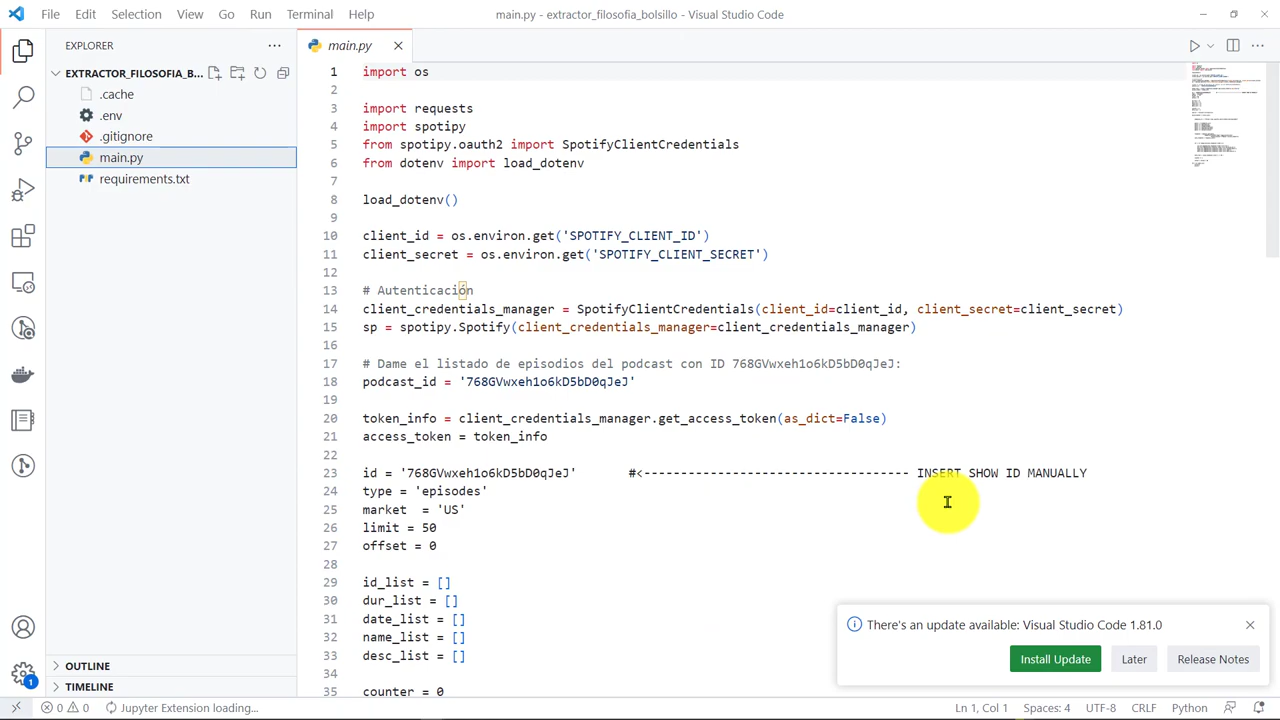 File Edit Selection View Go Run Terminal Help
main.py - extractor_filosofia_bolsillo - Visual Studio Code
EXPLORER
EXTRACTOR_FILOSOFIA_B...
.cache
.env
.gitignore
main.py
requirements.txt
OUTLINE
TIMELINE
main.py
1 import os
2
3 import requests
4 import spotipy
5 from spotipy.oauth2 import SpotifyClientCredentials
6 from dotenv import load_dotenv
7
8 load_dotenv()
9
10 client_id = os.environ.get('SPOTIFY_CLIENT_ID')
11 client_secret = os.environ.get('SPOTIFY_CLIENT_SECRET')
12
13 # Autenticación
14 client_credentials_manager = SpotifyClientCredentials(client_id=client_id, client_secret=client_secret)
15 sp = spotipy.Spotify(client_credentials_manager=client_credentials_manager)
16
17 # Dame el listado de episodios del podcast con ID 768GVwxeh1o6kD5bD0qJeJ:
18 podcast_id = '768GVwxeh1o6kD5bD0qJeJ'
19
20 token_info = client_credentials_manager.get_access_token(as_dict=False)
21 access_token = token_info
22
23 id = '768GVwxeh1o6kD5bD0qJeJ' #<------------------------------------ INSERT SHOW ID MANUALLY
24 type = 'episodes'
25 market = 'US'
26 limit = 50
27 offset = 0
28
29 id_list = []
30 dur_list = []
31 date_list = []
32 name_list = []
33 desc_list = []
34
35 counter = 0
There's an update available: Visual Studio Code 1.81.0
Install Update Later Release Notes
1
0 0 Jupyter Extension loading... Ln 1, Col 1 Spaces: 4 UTF-8 CRLF Python